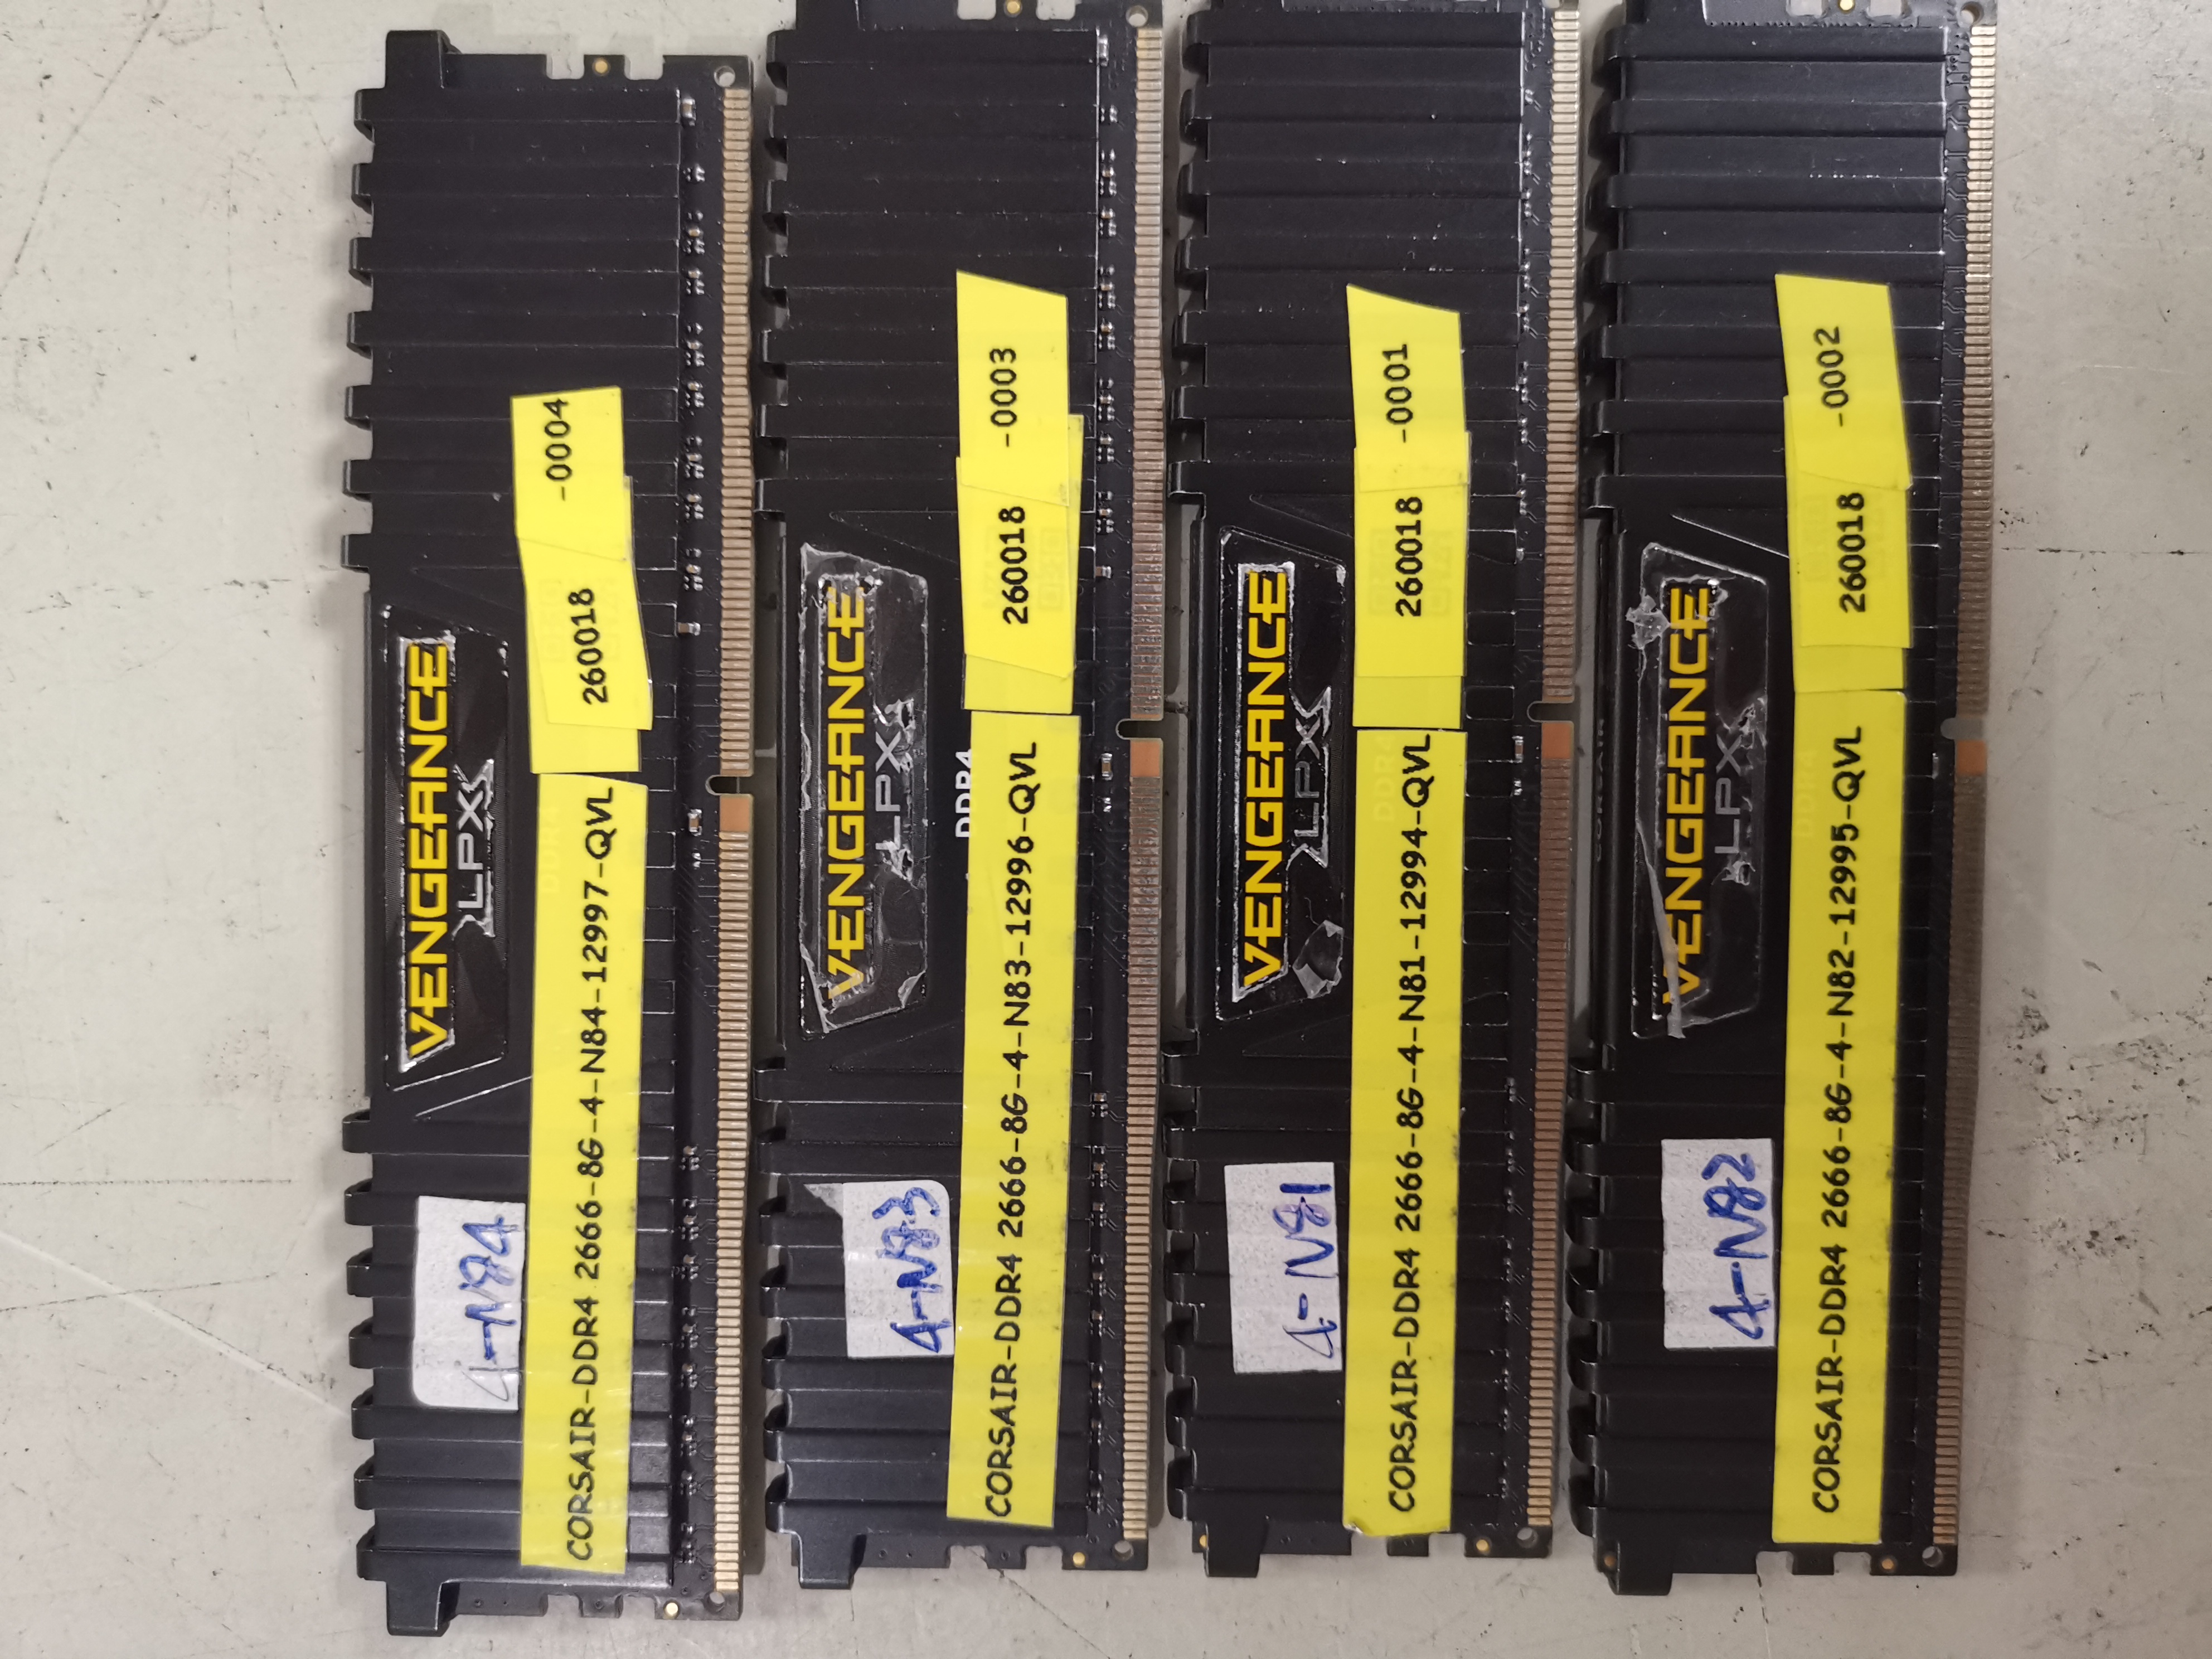 VENGEANCE
LPX
4-N84
CORSAIR-DDR4 2666-8G-4-N84-12997-QVL 260018 -0004
VENGEANCE
LPX
4-N83
DDR4
CORSAIR-DDR4 2666-8G-4-N83-12996-QVL 260018 -0003
VENGEANCE
LPX
4-N81
DDR4
CORSAIR-DDR4 2666-8G-4-N81-12994-QVL 260018 -0001
CORSAIR
VENGEANCE
LPX
4-N82
DDR4
CORSAIR-DDR4 2666-8G-4-N82-12995-QVL 260018 -0002